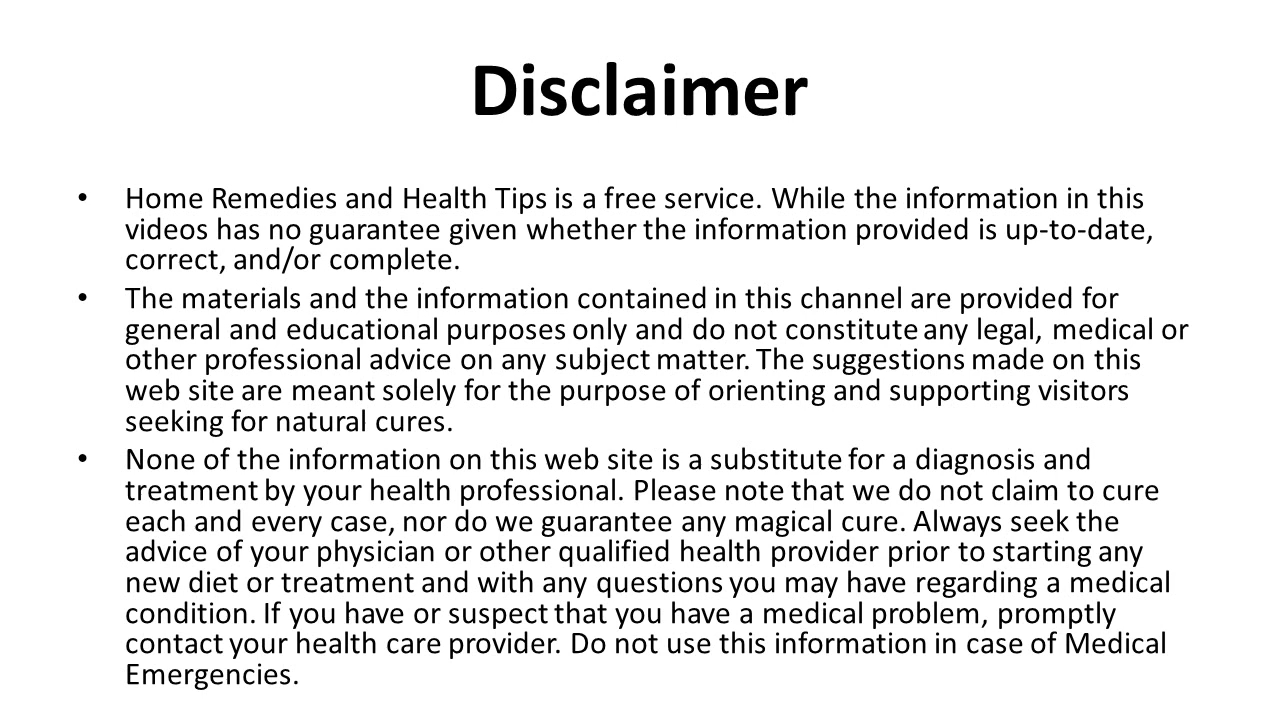 Disclaimer
• Home Remedies and Health Tips is a free service. While the information in this
videos has no guarantee given whether the information provided is up-to-date,
correct, and/or complete.
• The materials and the information contained in this channel are provided for
general and educational purposes only and do not constitute any legal, medical or
other professional advice on any subject matter. The suggestions made on this
web site are meant solely for the purpose of orienting and supporting visitors
seeking for natural cures.
• None of the information on this web site is a substitute for a diagnosis and
treatment by your health professional. Please note that we do not claim to cure
each and every case, nor do we guarantee any magical cure. Always seek the
advice of your physician or other qualified health provider prior to starting any
new diet or treatment and with any questions you may have regarding a medical
condition. If you have or suspect that you have a medical problem, promptly
contact your health care provider. Do not use this information in case of Medical
Emergencies.